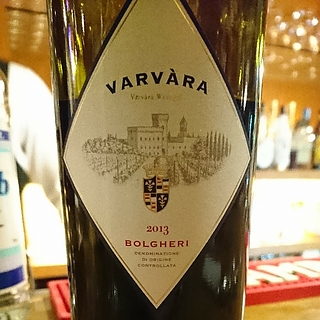 VARVÀRA
2013
BOLGHERI
DENOMINAZIONE
DI ORIGINE
CONTROLLATA